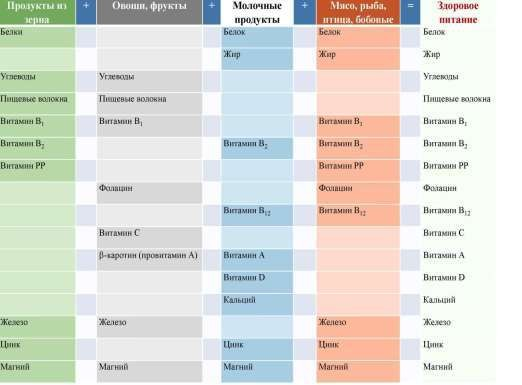 Продукты из зерна + Овощи, фрукты + Молочные продукты + Мясо, рыба, птица, бобовые = Здоровое питание
Белки Белок Белок Белок
Жир Жир Жир
Углеводы Углеводы Углеводы
Пищевые волокна Пищевые волокна Пищевые волокна
Витамин B₁ Витамин B₁ Витамин B₁ Витамин B₁
Витамин B₂ Витамин B₂ Витамин B₂ Витамин B₂
Витамин PP Витамин PP Витамин PP
Фолацин Фолацин Фолацин
Витамин B₁₂ Витамин B₁₂ Витамин B₁₂
Витамин C Витамин C
β-каротин (провитамин А) Витамин А Витамин А
Витамин D Витамин D
Кальций Кальций
Железо Железо Железо Железо
Цинк Цинк Цинк Цинк
Магний Магний Магний Магний Магний